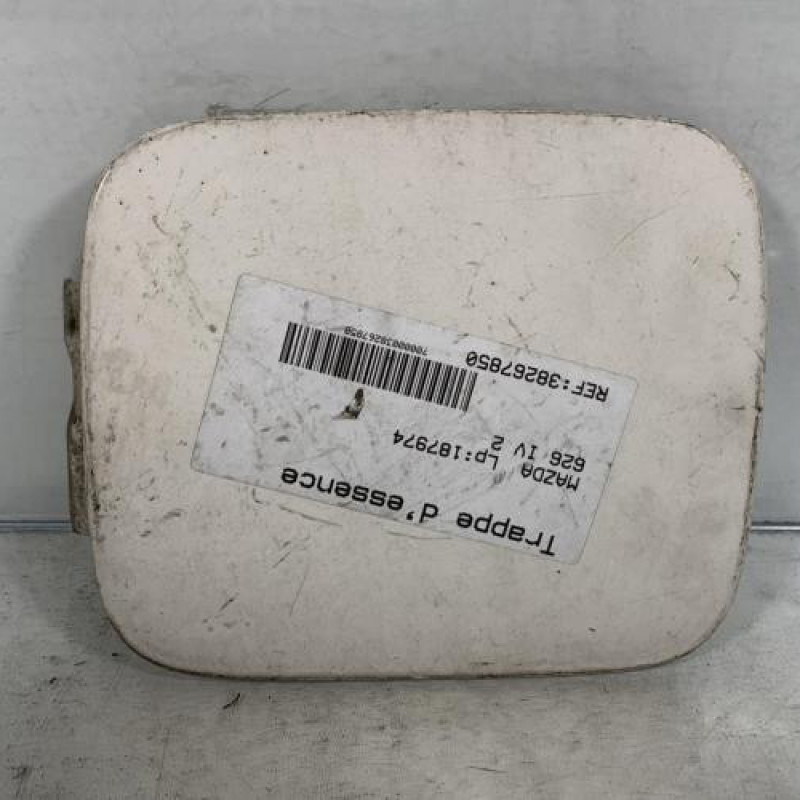 Trappe d'essence
MAZDA Lp:187974
626 IV 2
REF:38267850
7000038267850